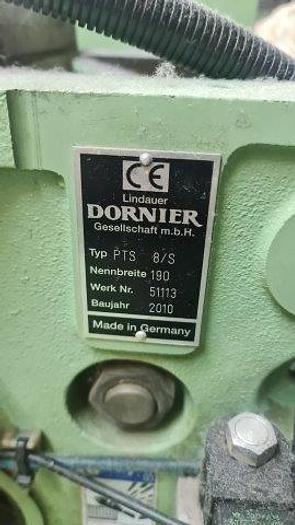 CE
Lindauer
DORNIER
Gesellschaft m.b.H.
Typ PTS 8/S
Nennbreite 190
Werk Nr. 51113
Baujahr 2010
Made in Germany